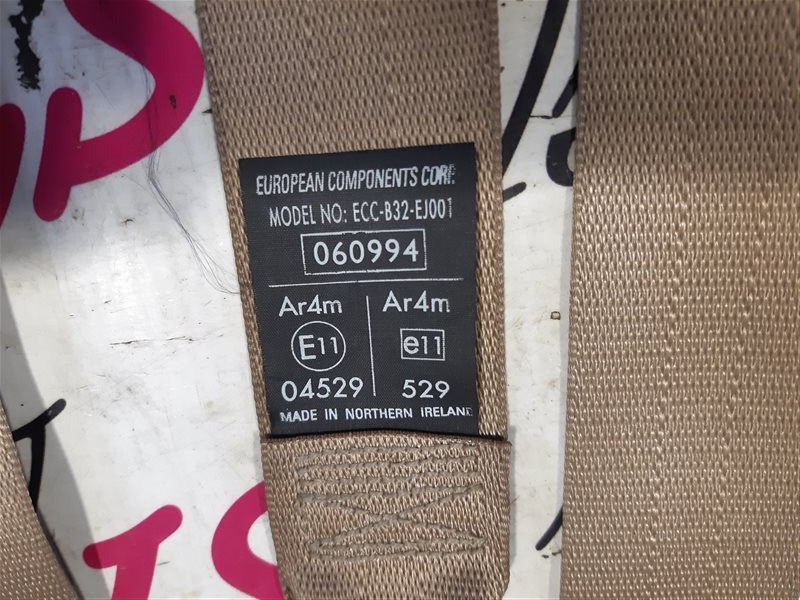 EUROPEAN COMPONENTS CORP.
MODEL NO: ECC-B32-EJ001
060994
Ar4m Ar4m
E11 e11
04529 529
MADE IN NORTHERN IRELAND